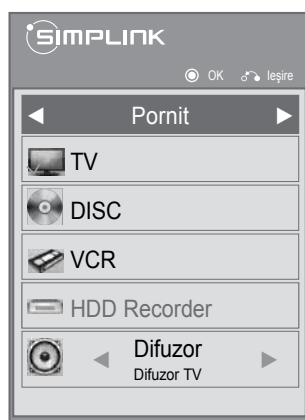 SIMPLINK
OK Ieşire
Pornit
TV
DISC
VCR
HDD Recorder
Difuzor
Difuzor TV